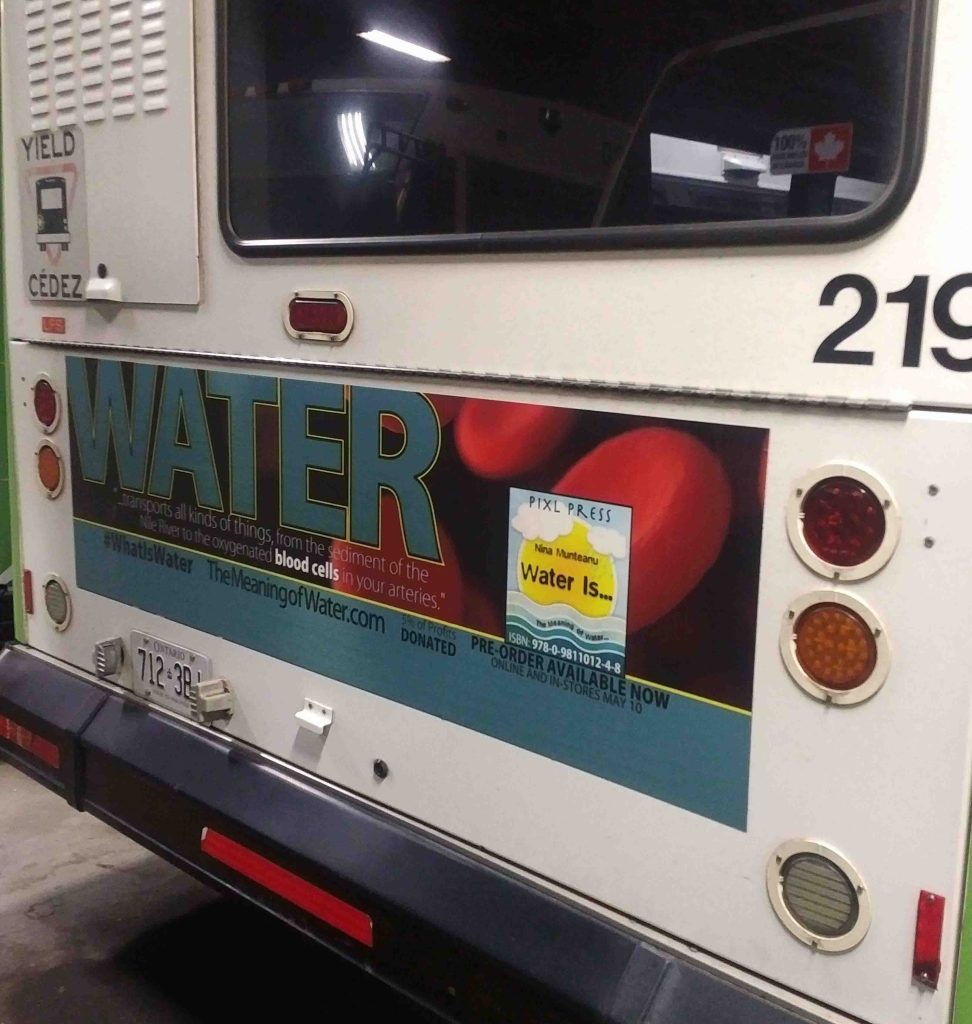 YIELD
CÉDEZ
LFS
100%
219
WATER
"...transports all kinds of things, from the sediment of the
Nile River to the oxygenated blood cells in your arteries."
#WhatIsWater
TheMeaningofWater.com
5% of Profits
DONATED
PIXL PRESS
Nina Munteanu
Water Is...
The Meaning of Water...
ISBN: 978-0-9811012-4-8
PRE-ORDER AVAILABLE NOW
ONLINE AND IN-STORES MAY 10
ONTARIO
712 3B